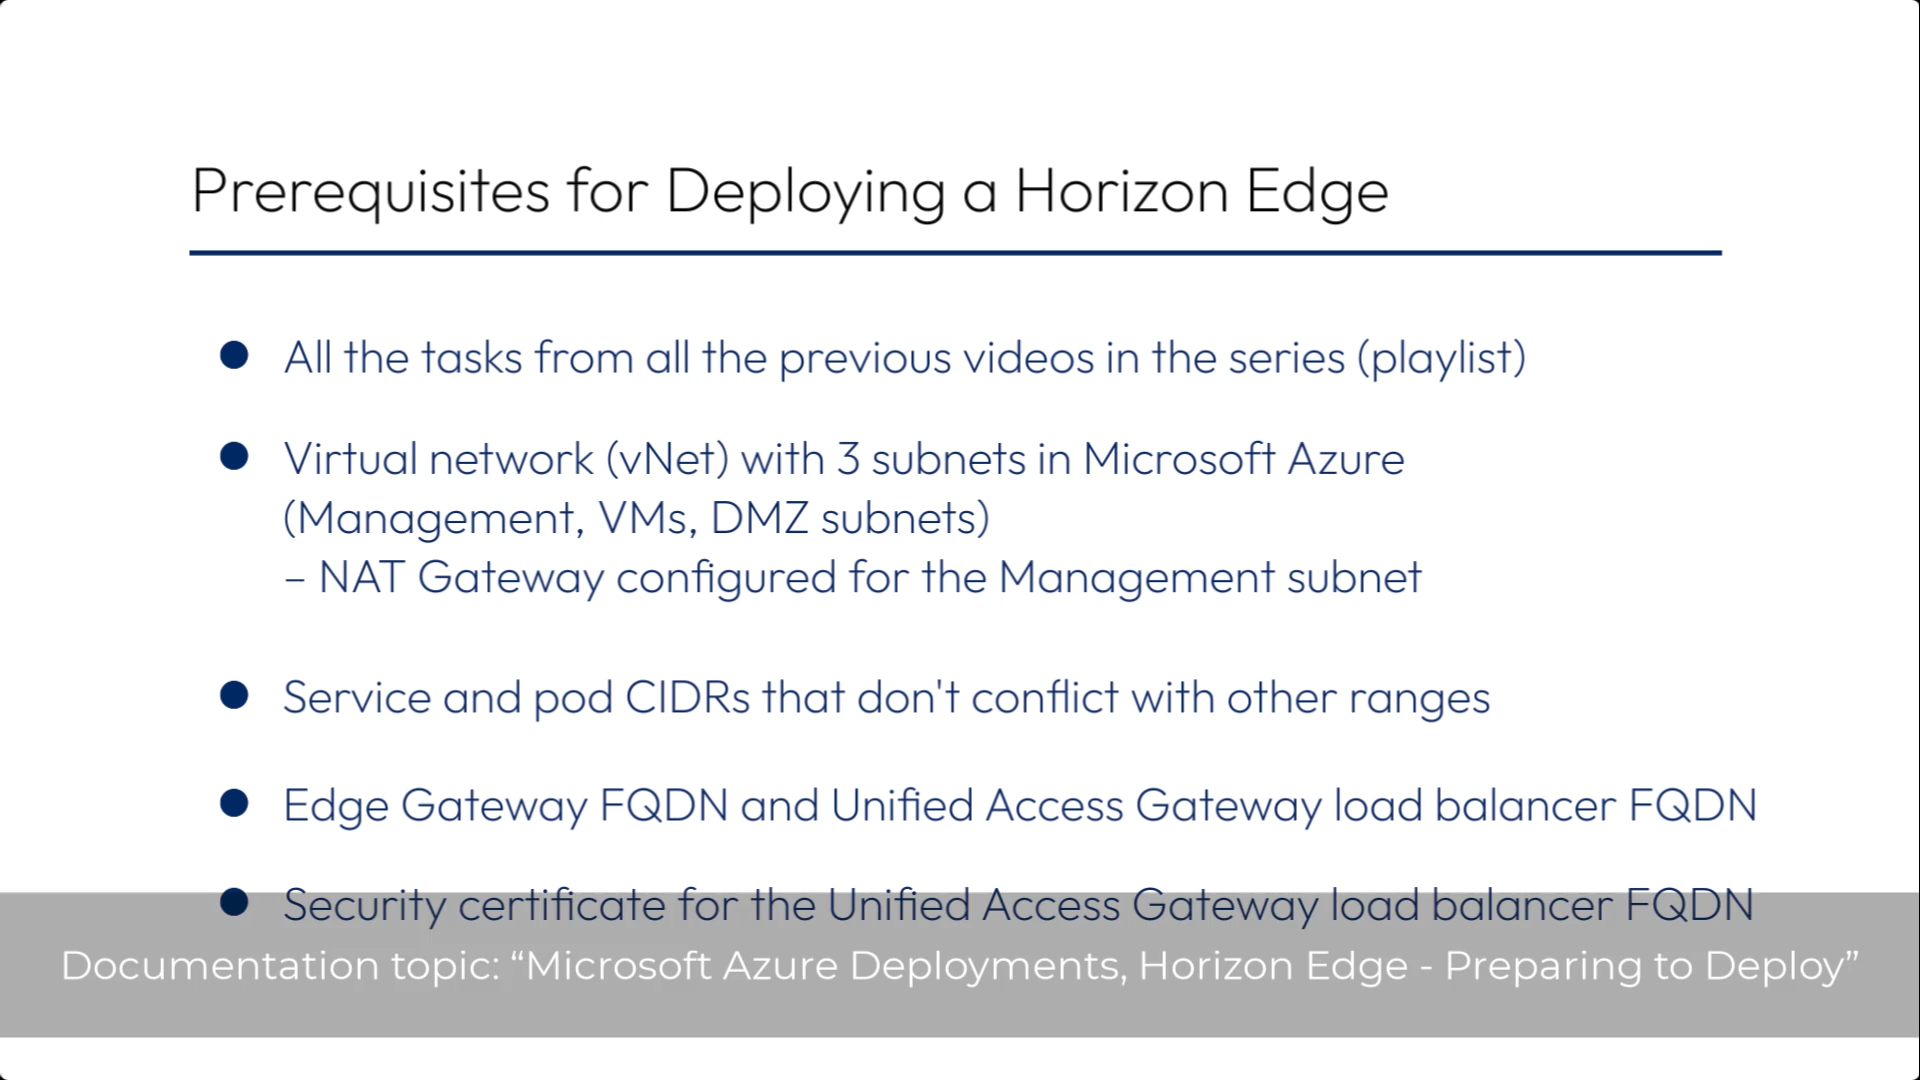 Prerequisites for Deploying a Horizon Edge
● All the tasks from all the previous videos in the series (playlist)
● Virtual network (vNet) with 3 subnets in Microsoft Azure
(Management, VMs, DMZ subnets)
– NAT Gateway configured for the Management subnet
● Service and pod CIDRs that don't conflict with other ranges
● Edge Gateway FQDN and Unified Access Gateway load balancer FQDN
● Security certificate for the Unified Access Gateway load balancer FQDN
Documentation topic: “Microsoft Azure Deployments, Horizon Edge - Preparing to Deploy”